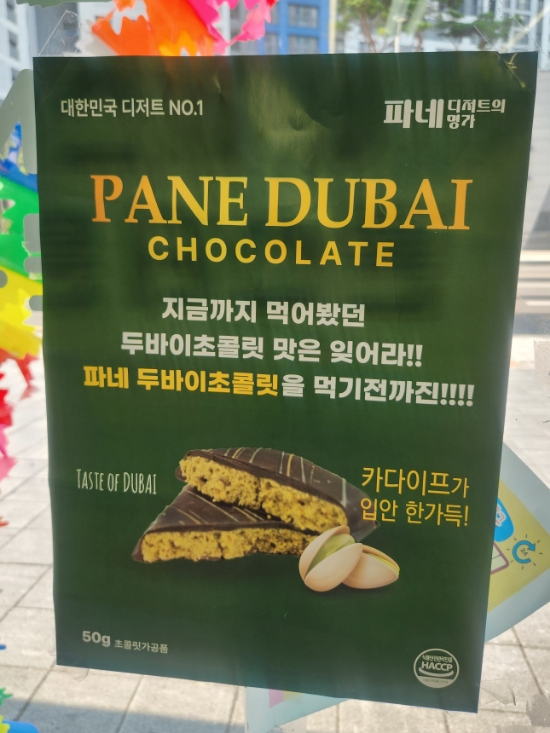 대한민국 디저트 NO.1
파네 디저트의 명가
PANE DUBAI
CHOCOLATE
지금까지 먹어봤던
두바이초콜릿 맛은 잊어라!!
파네 두바이초콜릿을 먹기전까진!!!!
TASTE OF DUBAI
카다이프가
입안 한가득!
50g 초콜릿가공품
HACCP